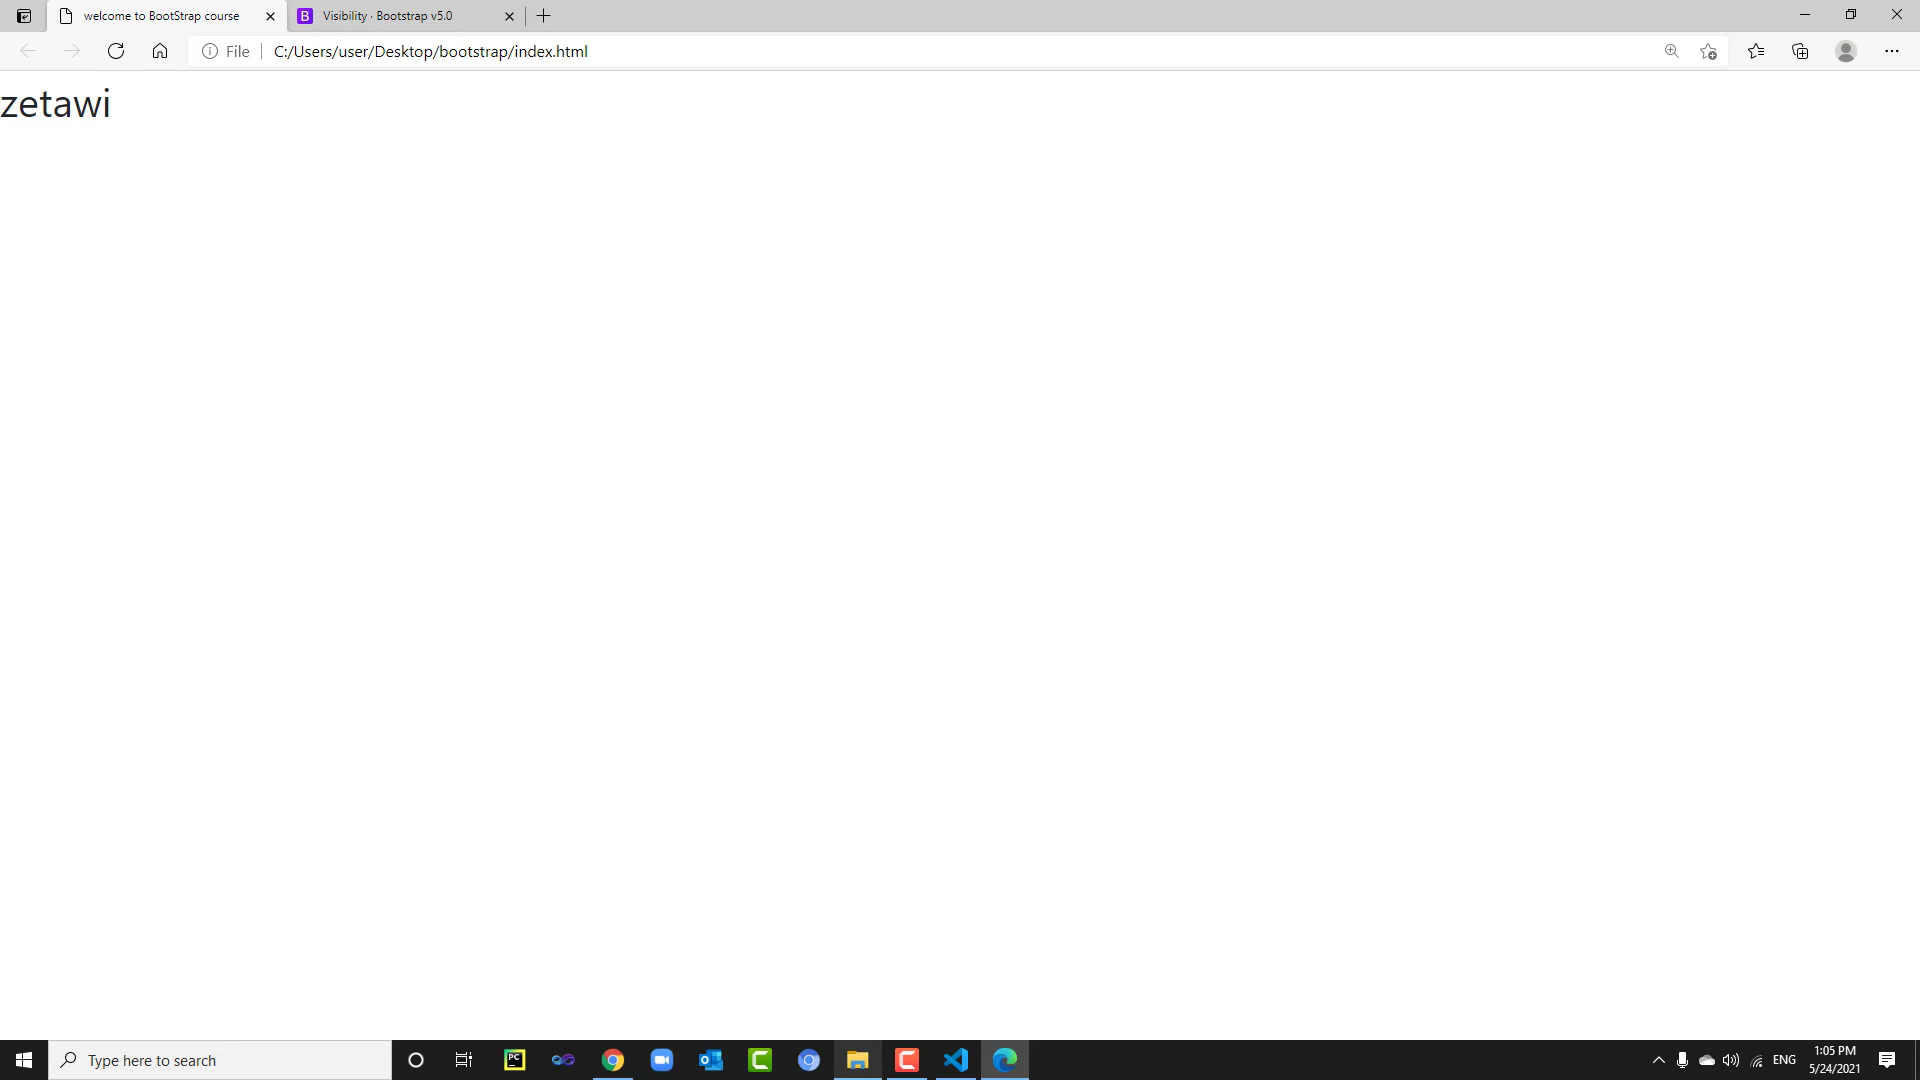 welcome to BootStrap course
Visibility · Bootstrap v5.0
File
C:/Users/user/Desktop/bootstrap/index.html
zetawi
Type here to search
ENG
1:05 PM
5/24/2021